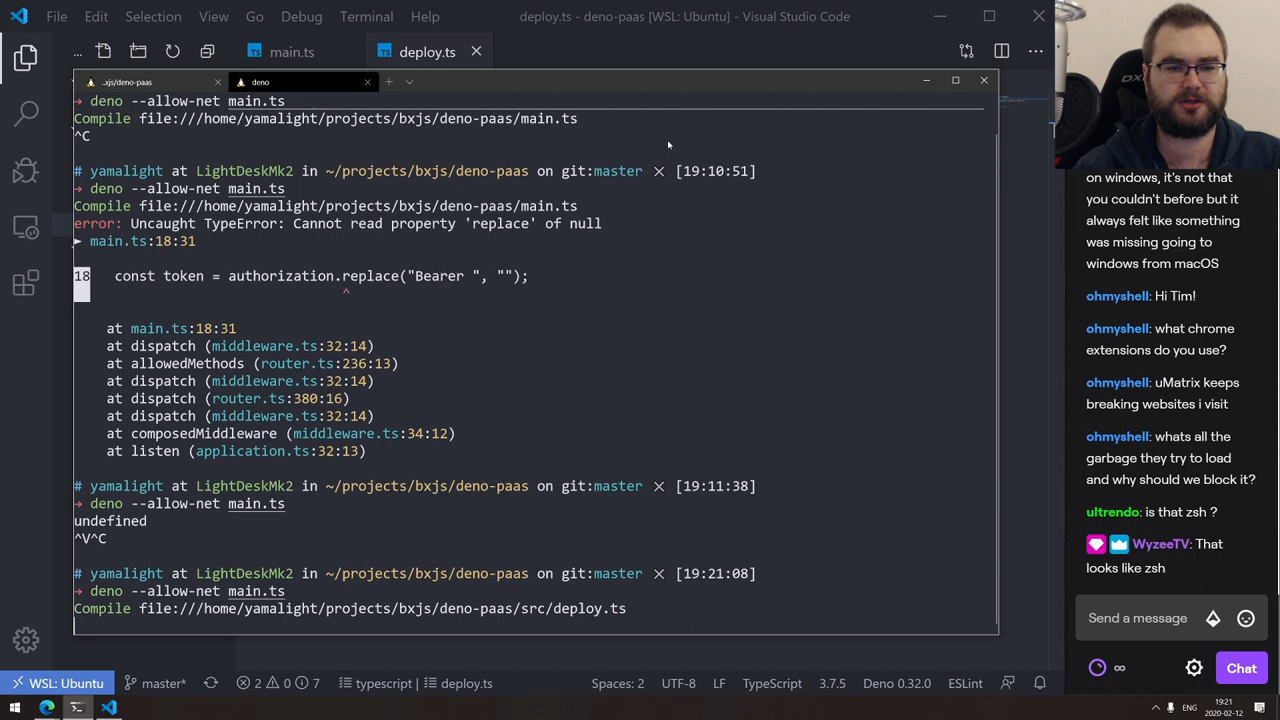 File Edit Selection View Go Debug Terminal Help deploy.ts - deno-paas [WSL: Ubuntu] - Visual Studio Code
... main.ts deploy.ts
_xjs/deno-paas deno
→ deno --allow-net main.ts
Compile file:///home/yamalight/projects/bxjs/deno-paas/main.ts
^C
# yamalight at LightDeskMk2 in ~/projects/bxjs/deno-paas on git:master ✕ [19:10:51]
→ deno --allow-net main.ts
Compile file:///home/yamalight/projects/bxjs/deno-paas/main.ts
error: Uncaught TypeError: Cannot read property 'replace' of null
► main.ts:18:31
18 const token = authorization.replace("Bearer ", "");
^
at main.ts:18:31
at dispatch (middleware.ts:32:14)
at allowedMethods (router.ts:236:13)
at dispatch (middleware.ts:32:14)
at dispatch (router.ts:380:16)
at dispatch (middleware.ts:32:14)
at composedMiddleware (middleware.ts:34:12)
at listen (application.ts:32:13)
# yamalight at LightDeskMk2 in ~/projects/bxjs/deno-paas on git:master ✕ [19:11:38]
→ deno --allow-net main.ts
undefined
^V^C
# yamalight at LightDeskMk2 in ~/projects/bxjs/deno-paas on git:master ✕ [19:21:08]
→ deno --allow-net main.ts
Compile file:///home/yamalight/projects/bxjs/deno-paas/src/deploy.ts
WSL: Ubuntu master* 2 0 7 typescript | deploy.ts Spaces: 2 UTF-8 LF TypeScript 3.7.5 Deno 0.32.0 ESLint
on windows, it's not that
you couldn't before but it
always felt like something
was missing going to
windows from macOS
ohmyshell: Hi Tim!
ohmyshell: what chrome
extensions do you use?
ohmyshell: uMatrix keeps
breaking websites i visit
ohmyshell: whats all the
garbage they try to load
and why should we block it?
ultrendo: is that zsh ?
WyzeeTV: That
looks like zsh
Send a message
∞ Chat
ENG 19:21
2020-02-12